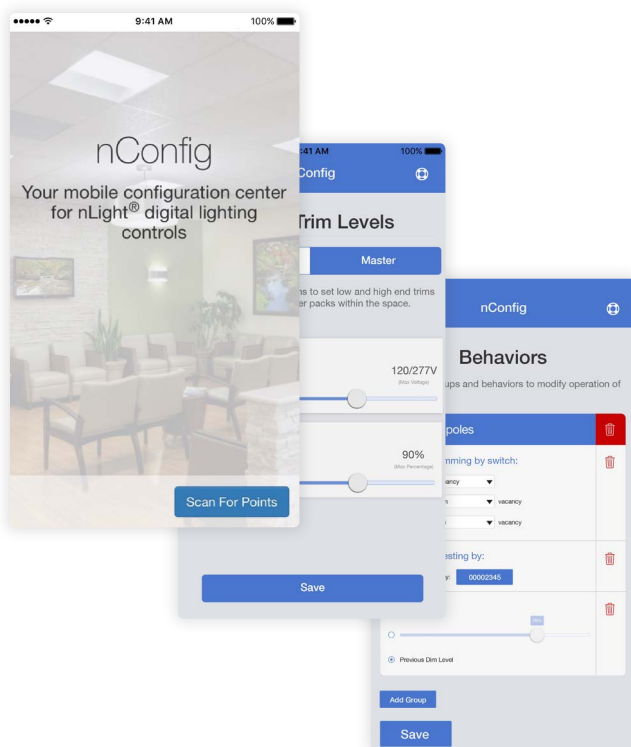 9:41 AM
100%
nConfig
Your mobile configuration center
for nLight® digital lighting
controls
Scan For Points
:41 AM
100%
Config
Trim Levels
Master
ns to set low and high end trims
er packs within the space.
120/277V
(Max Voltage)
90%
(Max Percentage)
Save
nConfig
Behaviors
ups and behaviors to modify operation of
poles
mming by switch:
ancy
vacancy
vacancy
esting by:
y: 00002345
Previous Dim Level
Add Group
Save